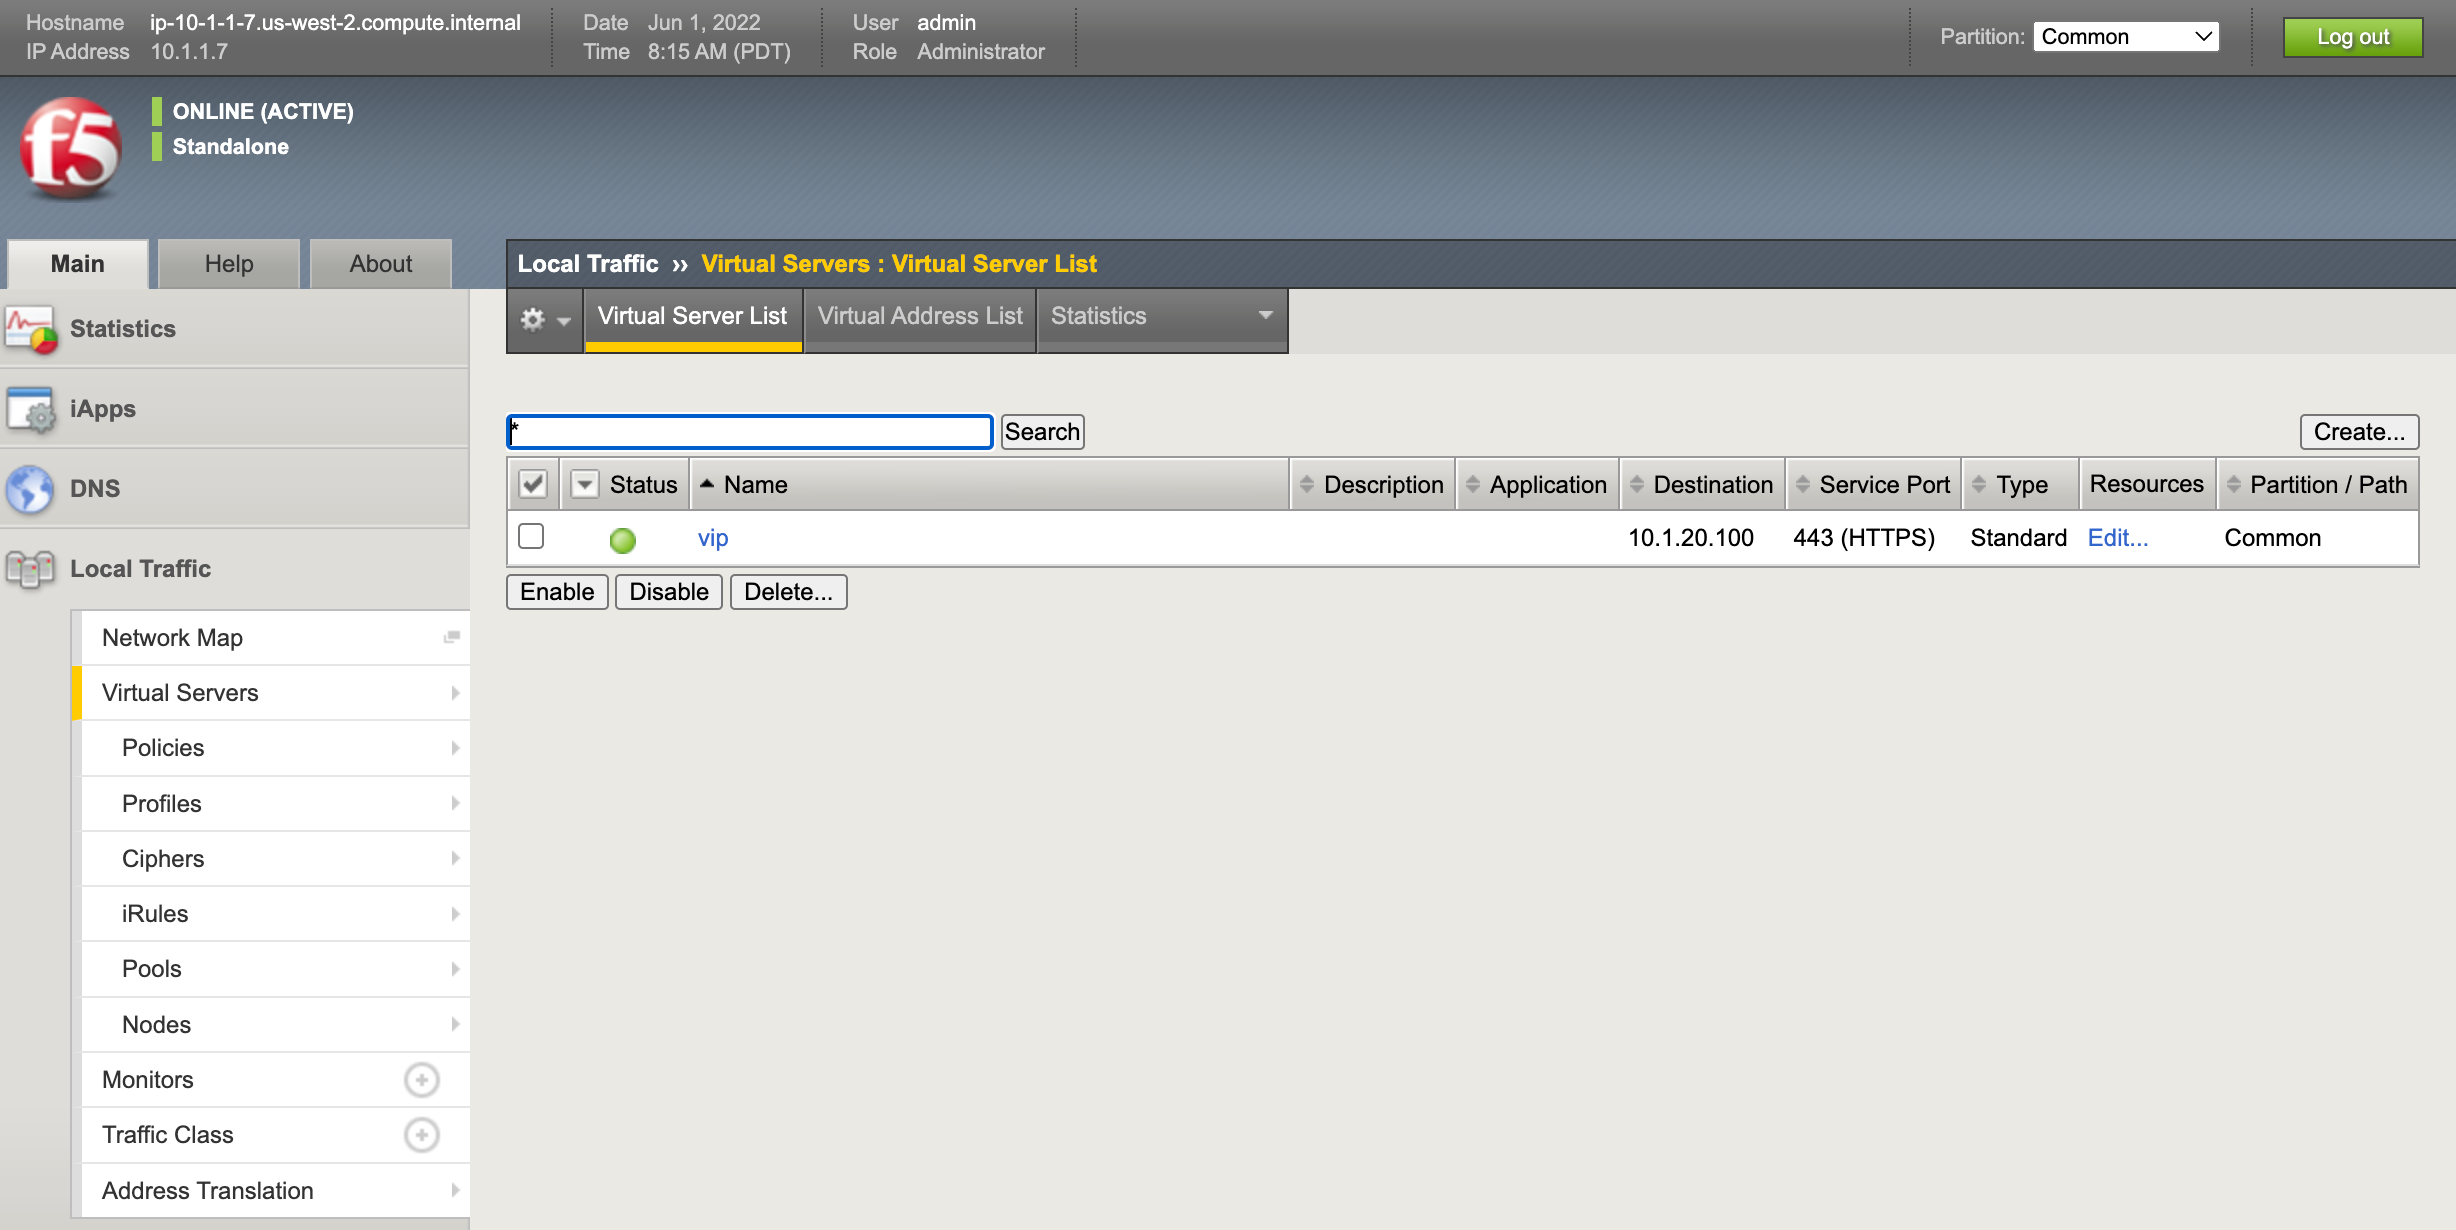 Hostname ip-10-1-1-7.us-west-2.compute.internal Date Jun 1, 2022 User admin
IP Address 10.1.1.7 Time 8:15 AM (PDT) Role Administrator
Partition: Common Log out
f5
ONLINE (ACTIVE)
Standalone
Main Help About
Local Traffic ›› Virtual Servers : Virtual Server List
Virtual Server List Virtual Address List Statistics
Statistics
iApps
DNS
Local Traffic
Network Map
Virtual Servers
Policies
Profiles
Ciphers
iRules
Pools
Nodes
Monitors
Traffic Class
Address Translation
* Search Create...
Status Name Description Application Destination Service Port Type Resources Partition / Path
vip 10.1.20.100 443 (HTTPS) Standard Edit... Common
Enable Disable Delete...